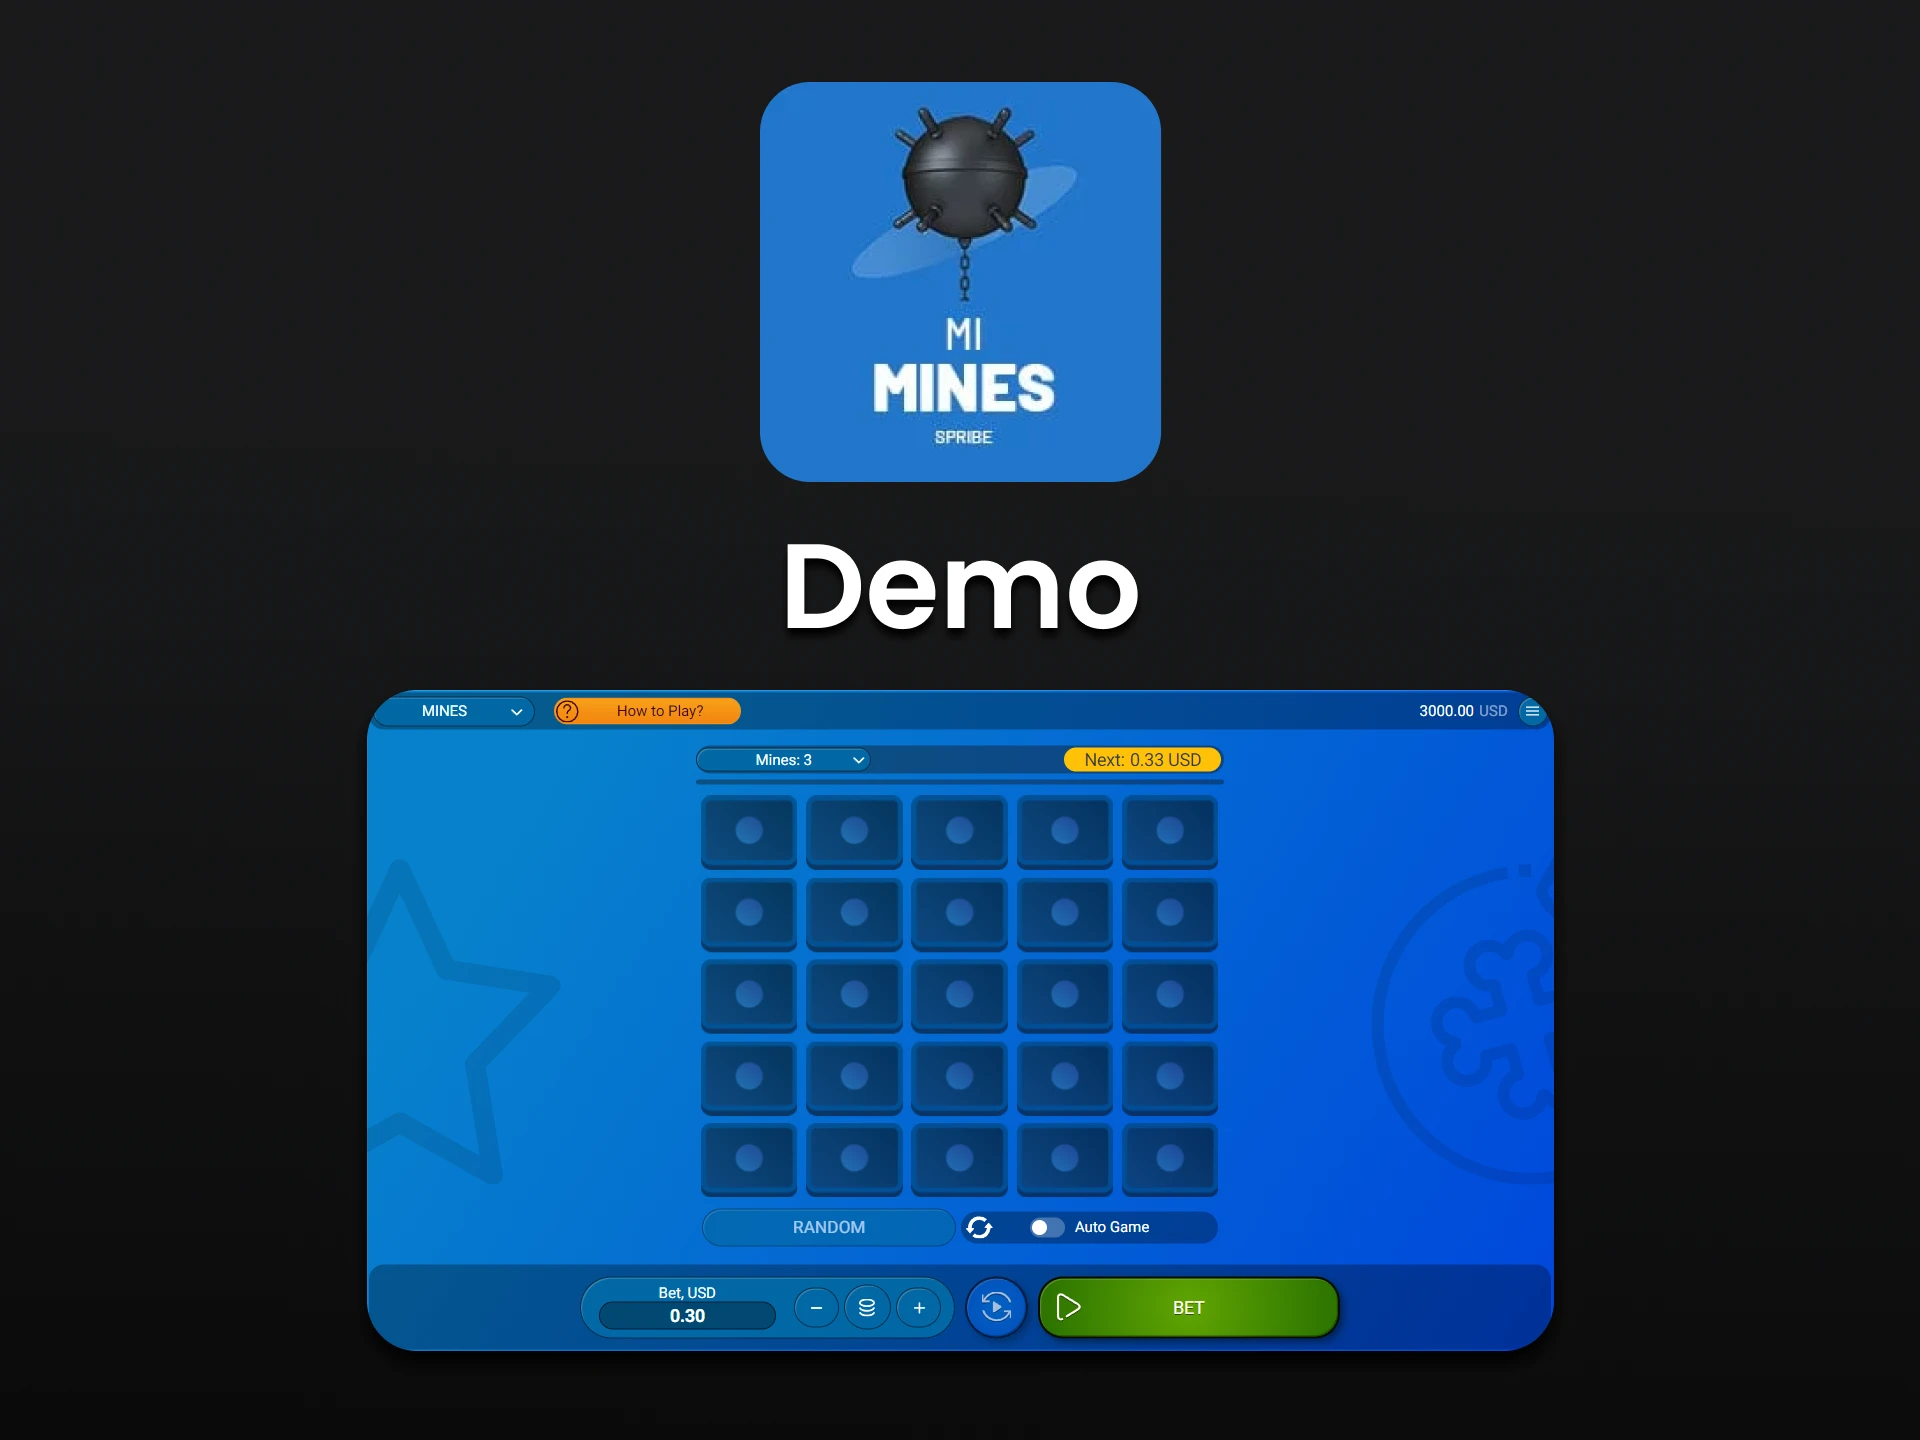 MI
MINES
SPRIBE
Demo
MINES
How to Play?
3000.00 USD
Mines: 3
Next: 0.33 USD
RANDOM
Auto Game
Bet, USD
0.30
BET